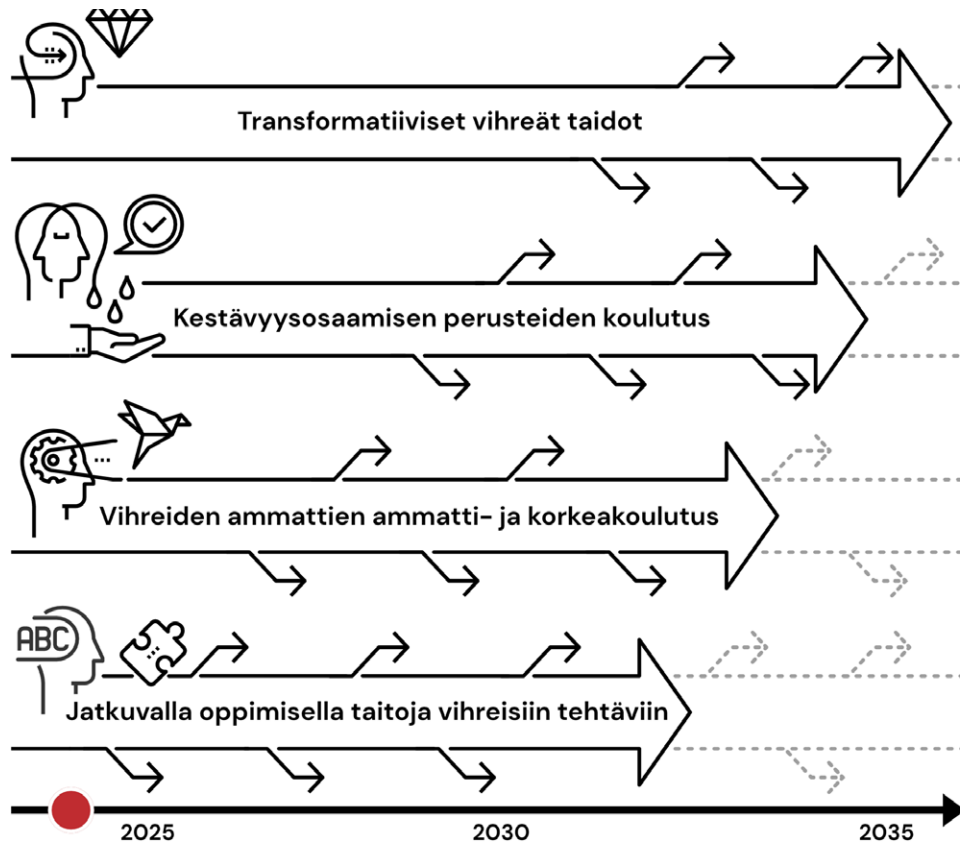 Transformatiiviset vihreät taidot
Kestävyysosaamisen perusteiden koulutus
Vihreiden ammattien ammatti- ja korkeakoulutus
ABC
Jatkuvalla oppimisella taitoja vihreisiin tehtäviin
2025 2030 2035